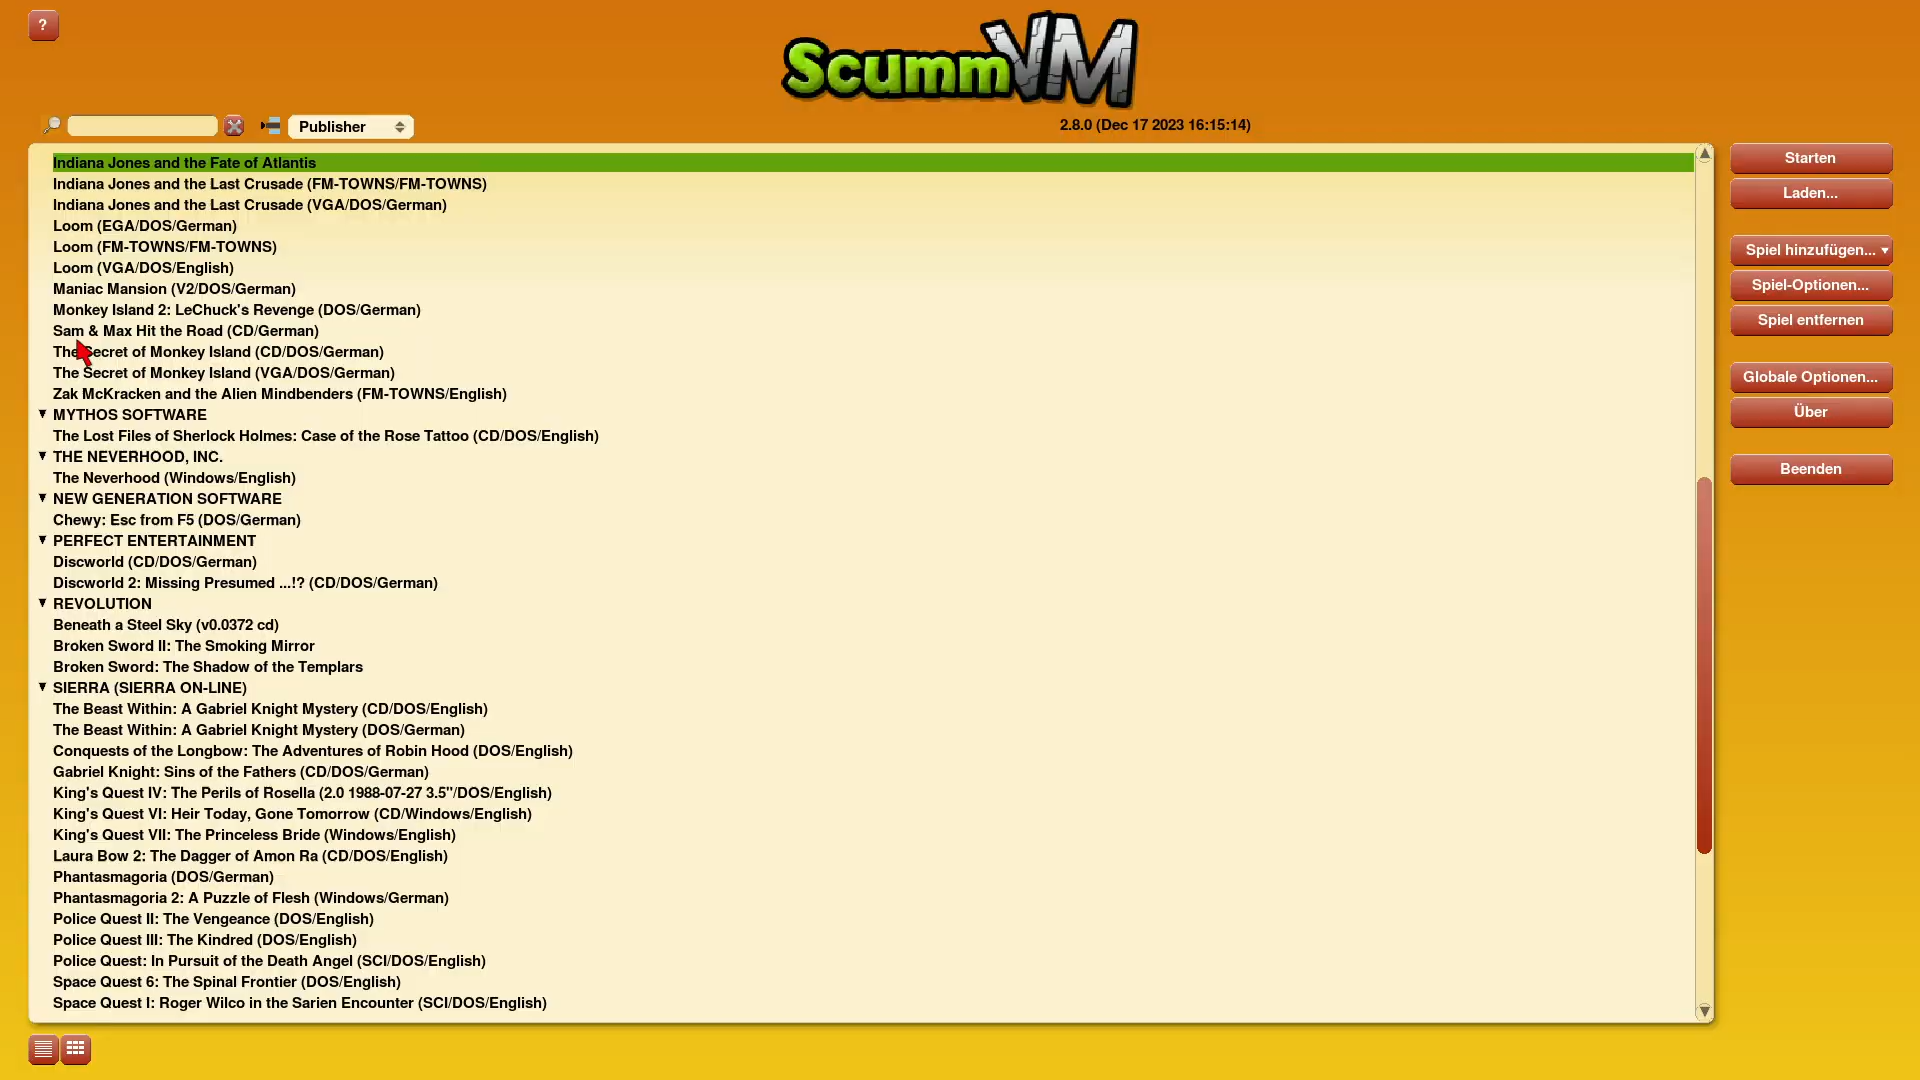 ?
ScummVM
Publisher
2.8.0 (Dec 17 2023 16:15:14)
Indiana Jones and the Fate of Atlantis
Indiana Jones and the Last Crusade (FM-TOWNS/FM-TOWNS)
Indiana Jones and the Last Crusade (VGA/DOS/German)
Loom (EGA/DOS/German)
Loom (FM-TOWNS/FM-TOWNS)
Loom (VGA/DOS/English)
Maniac Mansion (V2/DOS/German)
Monkey Island 2: LeChuck's Revenge (DOS/German)
Sam & Max Hit the Road (CD/German)
The Secret of Monkey Island (CD/DOS/German)
The Secret of Monkey Island (VGA/DOS/German)
Zak McKracken and the Alien Mindbenders (FM-TOWNS/English)
MYTHOS SOFTWARE
The Lost Files of Sherlock Holmes: Case of the Rose Tattoo (CD/DOS/English)
THE NEVERHOOD, INC.
The Neverhood (Windows/English)
NEW GENERATION SOFTWARE
Chewy: Esc from F5 (DOS/German)
PERFECT ENTERTAINMENT
Discworld (CD/DOS/German)
Discworld 2: Missing Presumed ...!? (CD/DOS/German)
REVOLUTION
Beneath a Steel Sky (v0.0372 cd)
Broken Sword II: The Smoking Mirror
Broken Sword: The Shadow of the Templars
SIERRA (SIERRA ON-LINE)
The Beast Within: A Gabriel Knight Mystery (CD/DOS/English)
The Beast Within: A Gabriel Knight Mystery (DOS/German)
Conquests of the Longbow: The Adventures of Robin Hood (DOS/English)
Gabriel Knight: Sins of the Fathers (CD/DOS/German)
King's Quest IV: The Perils of Rosella (2.0 1988-07-27 3.5"/DOS/English)
King's Quest VI: Heir Today, Gone Tomorrow (CD/Windows/English)
King's Quest VII: The Princeless Bride (Windows/English)
Laura Bow 2: The Dagger of Amon Ra (CD/DOS/English)
Phantasmagoria (DOS/German)
Phantasmagoria 2: A Puzzle of Flesh (Windows/German)
Police Quest II: The Vengeance (DOS/English)
Police Quest III: The Kindred (DOS/English)
Police Quest: In Pursuit of the Death Angel (SCI/DOS/English)
Space Quest 6: The Spinal Frontier (DOS/English)
Space Quest I: Roger Wilco in the Sarien Encounter (SCI/DOS/English)
Starten
Laden...
Spiel hinzufügen...
Spiel-Optionen...
Spiel entfernen
Globale Optionen...
Über
Beenden